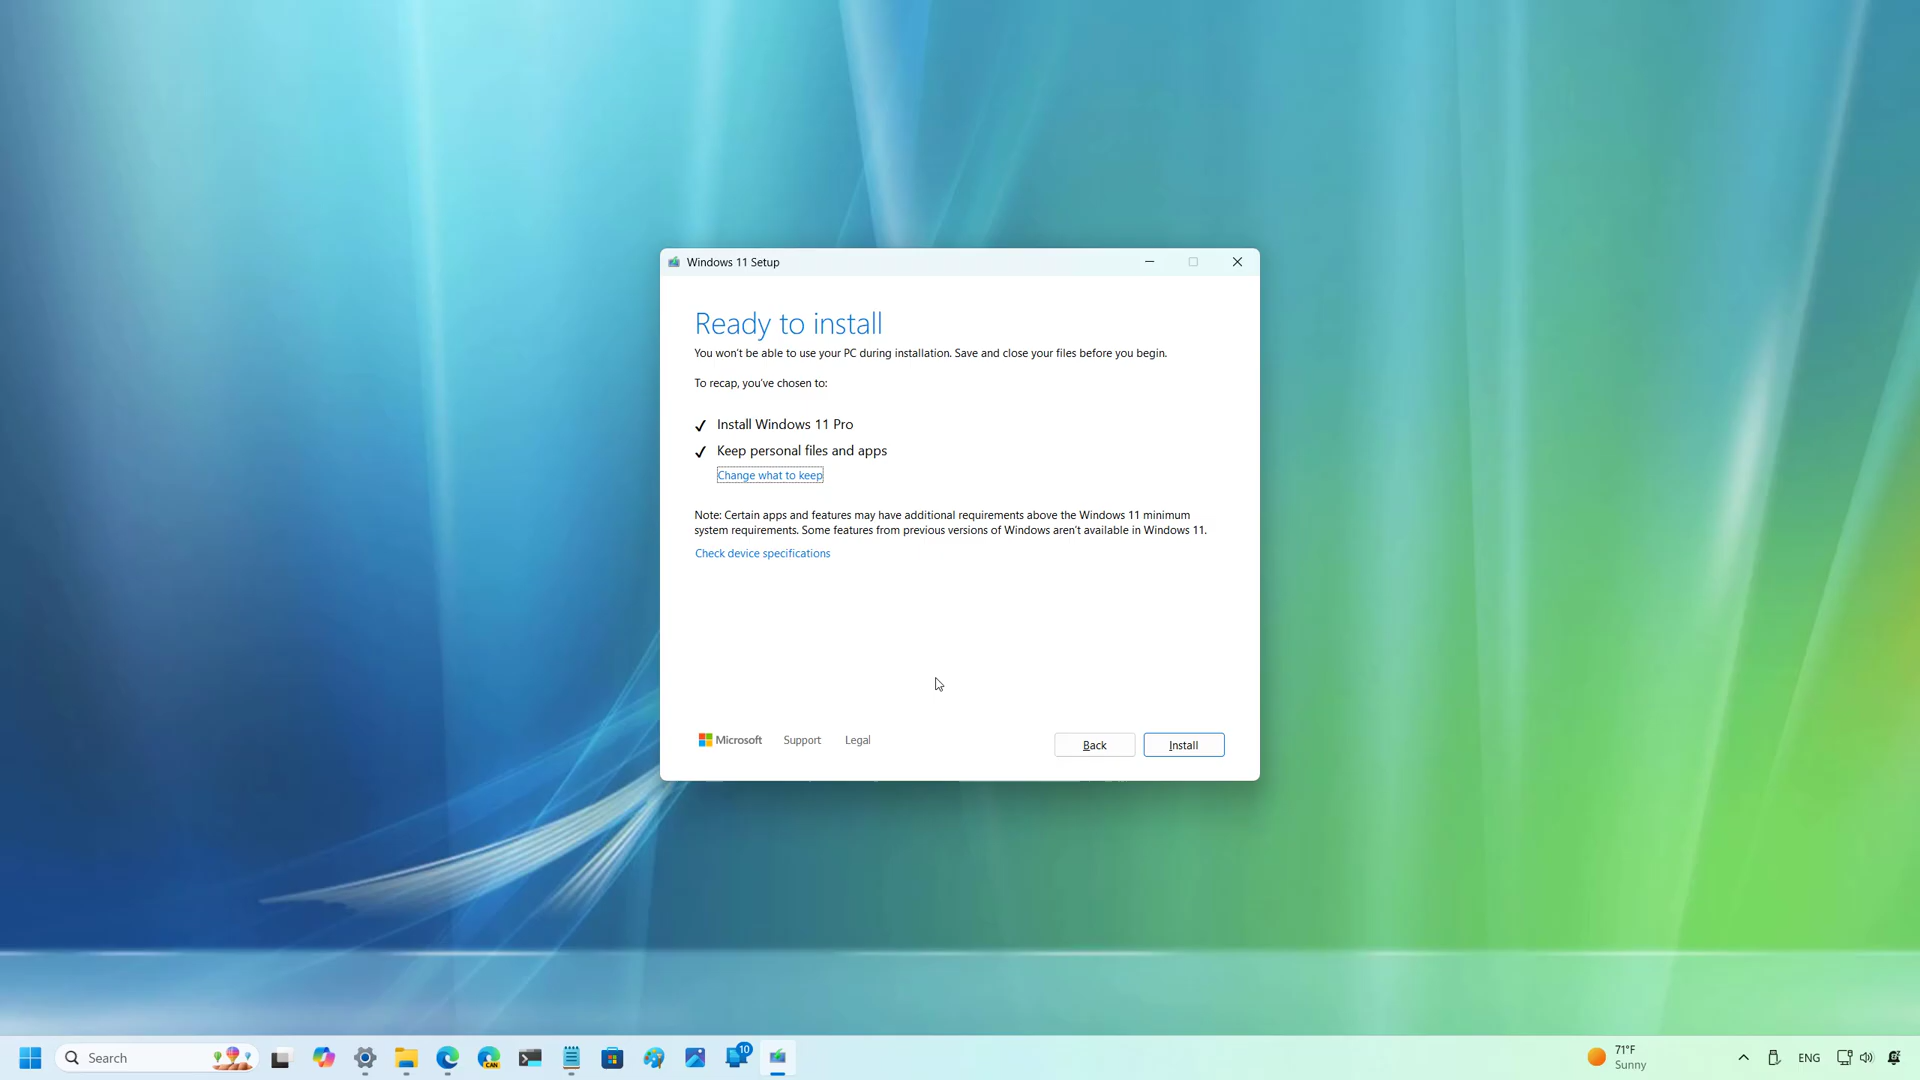 Windows 11 Setup
Ready to install
You won't be able to use your PC during installation. Save and close your files before you begin.
To recap, you've chosen to:
Install Windows 11 Pro
Keep personal files and apps
Change what to keep
Note: Certain apps and features may have additional requirements above the Windows 11 minimum
system requirements. Some features from previous versions of Windows aren't available in Windows 11.
Check device specifications
Microsoft Support Legal
Back Install
Search
CAN
10
71°F
Sunny
ENG